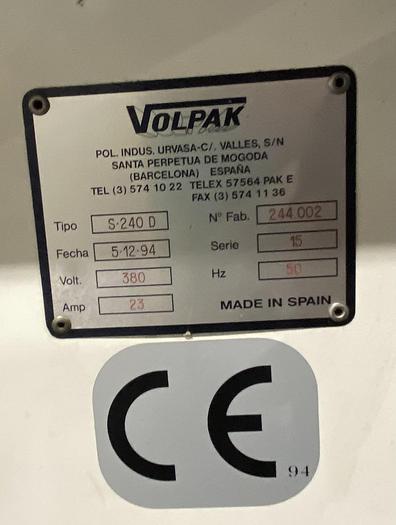 VOLPAK
POL. INDUS. URVASA-C/. VALLES, S/N
SANTA PERPETUA DE MOGODA
(BARCELONA) ESPAÑA
TEL (3) 574 10 22 TELEX 57564 PAK E
FAX (3) 574 11 36
Tipo S-240 D Nº Fab. 244.002
Fecha 5-12-94 Serie 15
Volt. 380 Hz 50
Amp 23 MADE IN SPAIN
CE
94